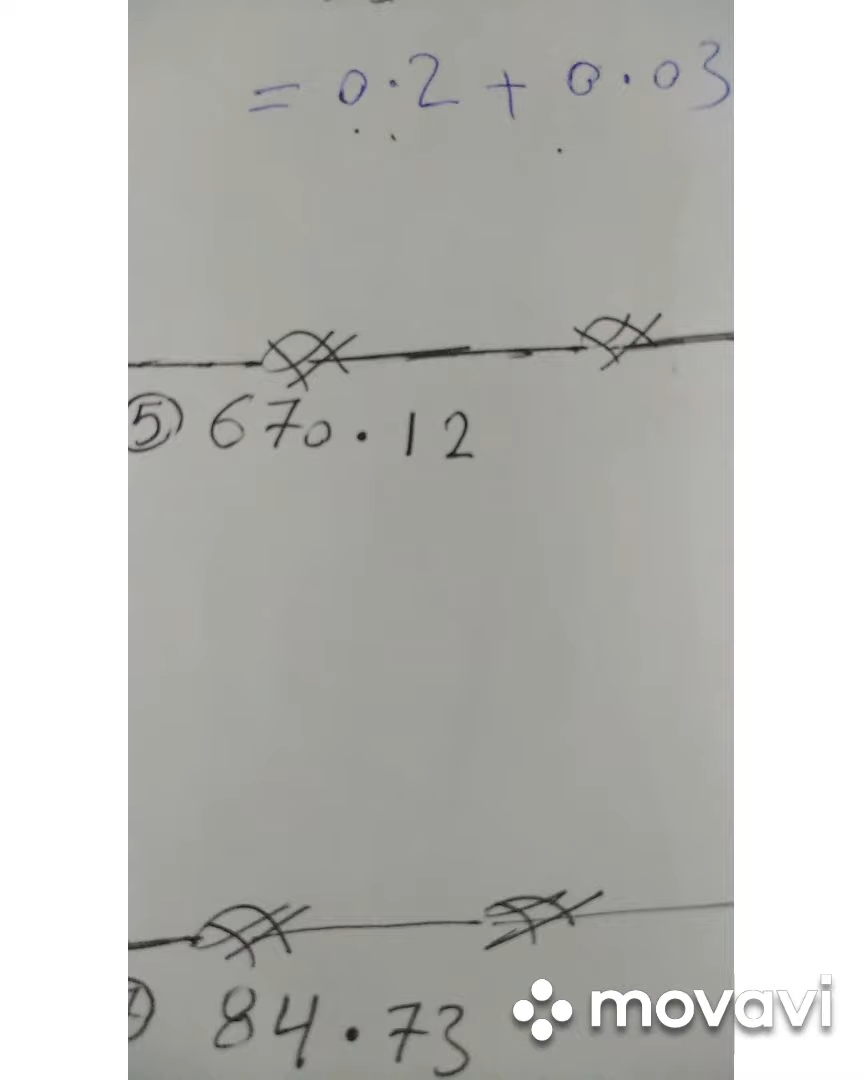 = 0.2 + 0.03
⑤ 670.12
84.73
movavi